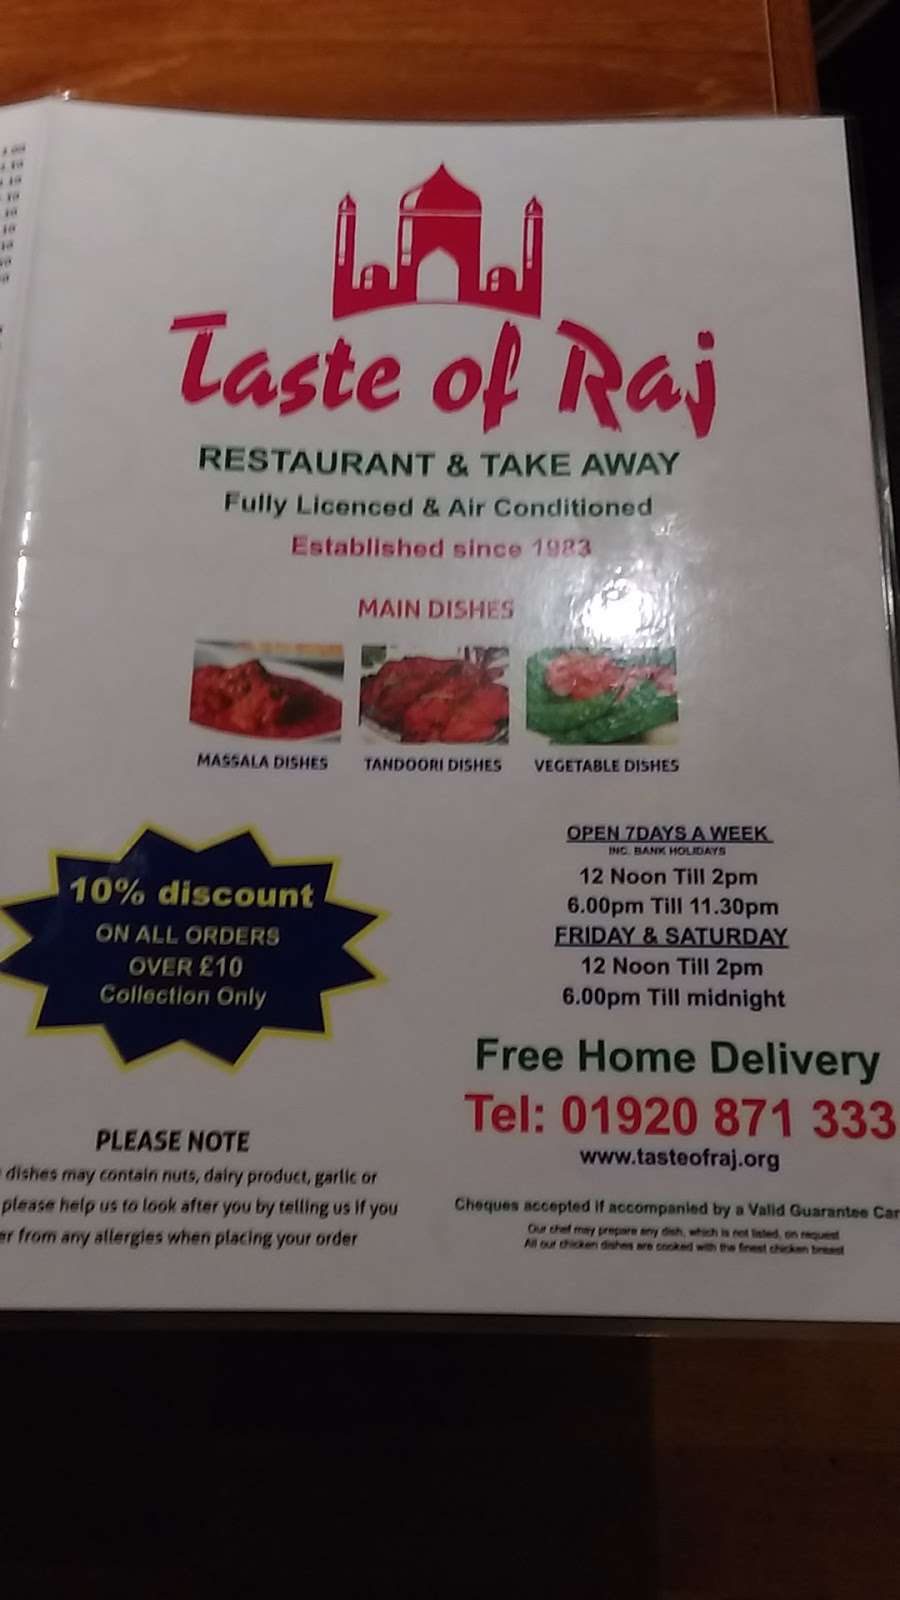 Taste of Raj
RESTAURANT & TAKE AWAY
Fully Licenced & Air Conditioned
Established since 1983
MAIN DISHES
MASSALA DISHES
TANDOORI DISHES
VEGETABLE DISHES
10% discount
ON ALL ORDERS
OVER £10
Collection Only
OPEN 7DAYS A WEEK
INC. BANK HOLIDAYS
12 Noon Till 2pm
6.00pm Till 11.30pm
FRIDAY & SATURDAY
12 Noon Till 2pm
6.00pm Till midnight
Free Home Delivery
Tel: 01920 871 333
www.tasteofraj.org
PLEASE NOTE
dishes may contain nuts, dairy product, garlic or
please help us to look after you by telling us if you
er from any allergies when placing your order
Cheques accepted if accompanied by a Valid Guarantee Car
Our chef may prepare any dish, which is not listed, on request
All our chicken dishes are cooked with the finest chicken breast